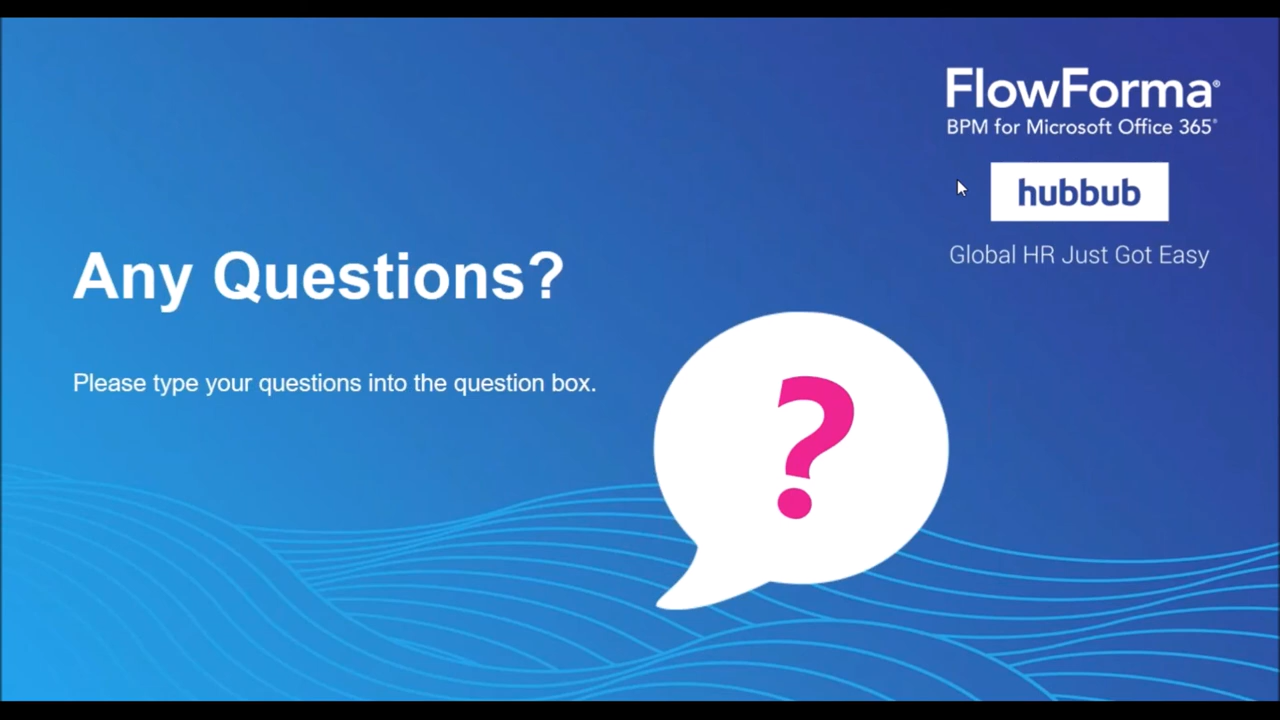 FlowForma®
BPM for Microsoft Office 365®
hubbub
Global HR Just Got Easy
Any Questions?
Please type your questions into the question box.
?